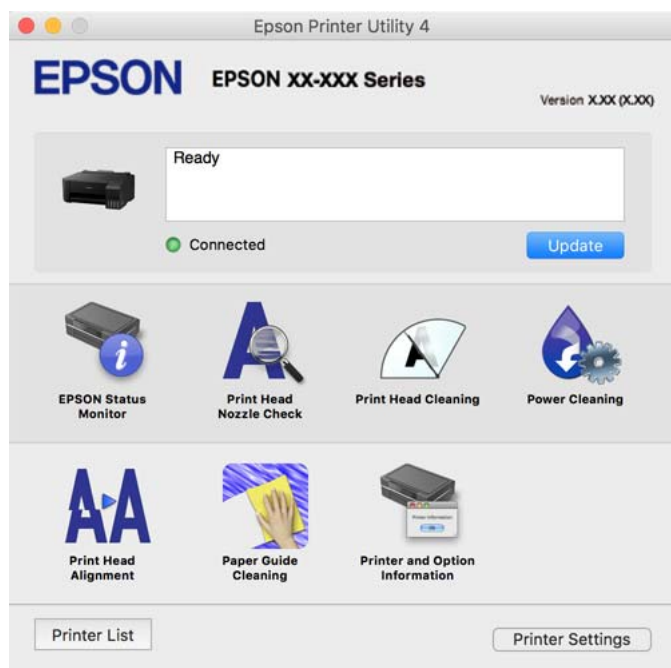 Epson Printer Utility 4
EPSON
EPSON XX-XXX Series
Version X.XX (X.XX)
Ready
Connected
Update
EPSON Status
Monitor
Print Head
Nozzle Check
Print Head Cleaning
Power Cleaning
Print Head
Alignment
Paper Guide
Cleaning
Printer and Option
Information
Printer List
Printer Settings